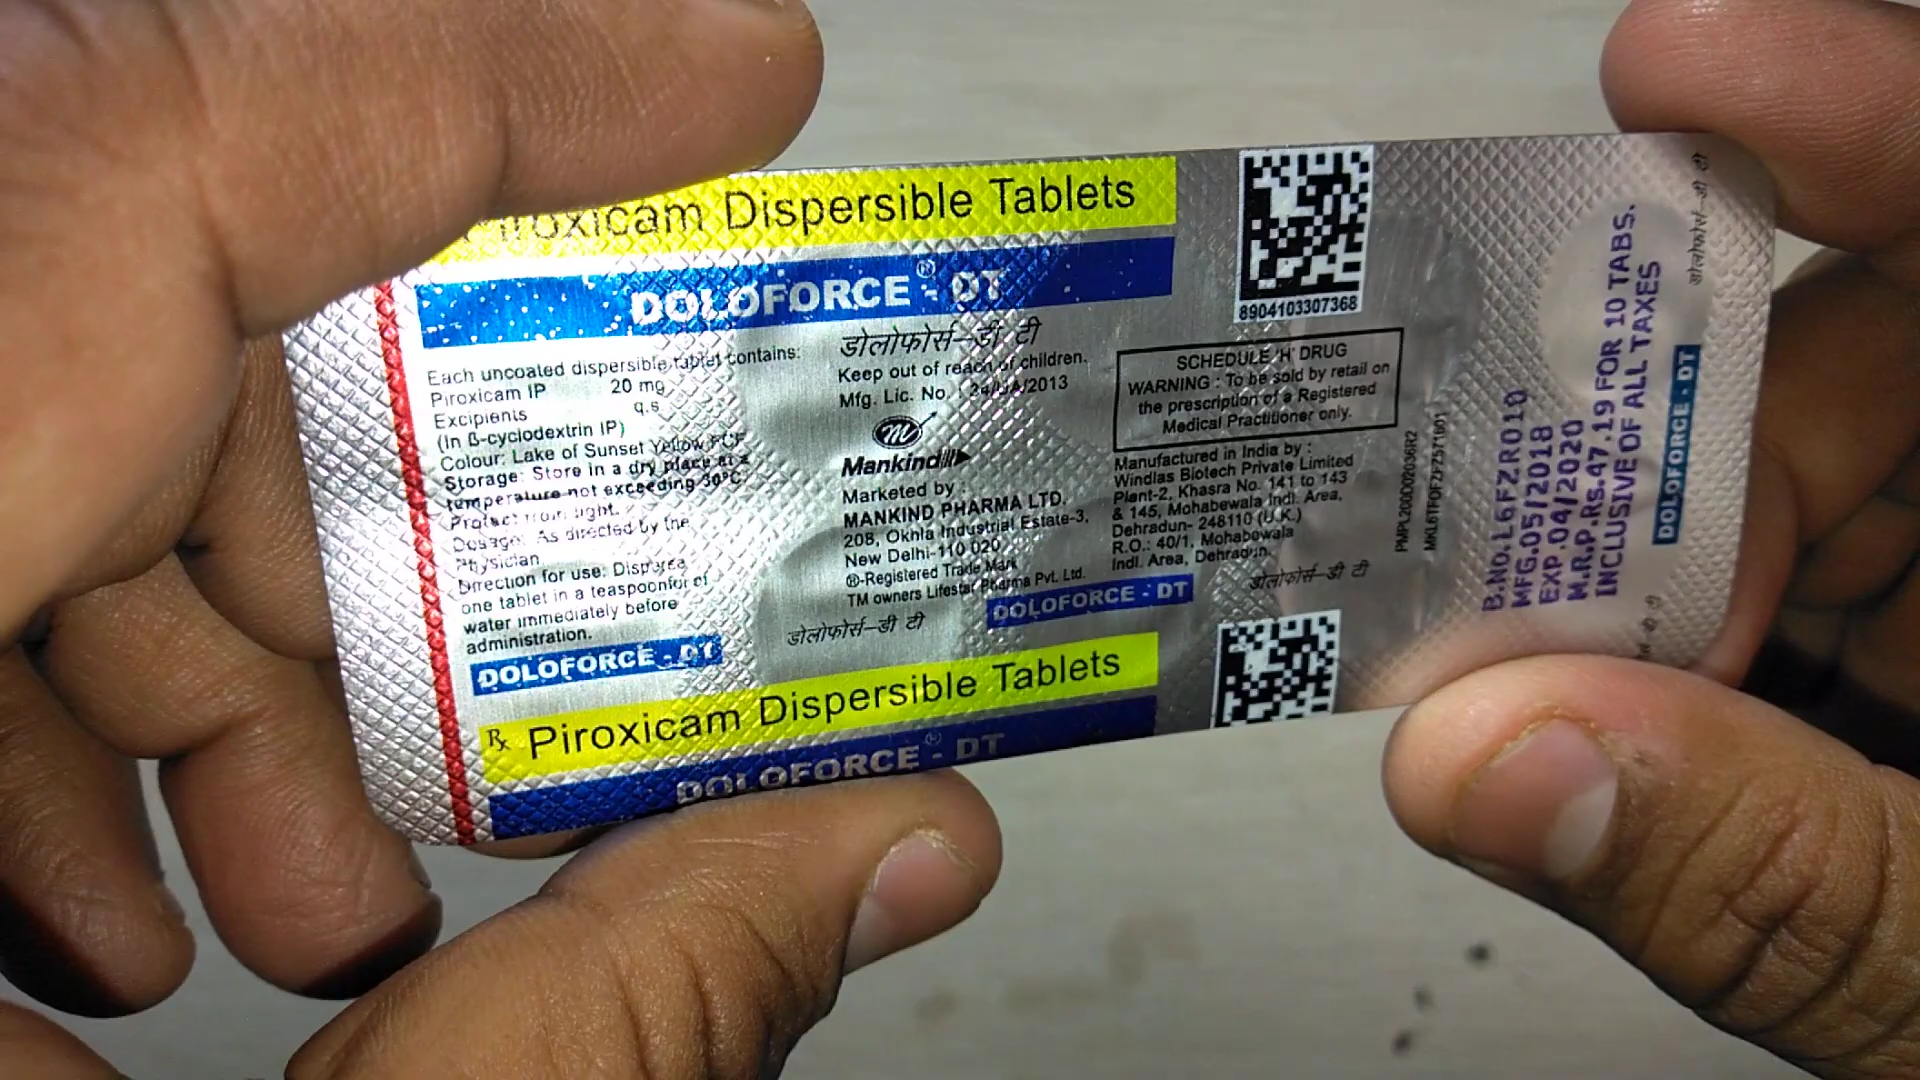 Piroxicam Dispersible Tablets
DOLOFORCE® - DT
Each uncoated dispersible tablet contains:
Piroxicam IP 20 mg
Excipients q.s
(In ß-cyclodextrin IP)
Colour: Lake of Sunset Yellow FCF
Storage: Store in a dry place at a
temperature not exceeding 30°C.
Protect from light.
Dosage: As directed by the
Physician
Direction for use: Disperse
one tablet in a teaspoonful of
water immediately before
administration.
DOLOFORCE - DT
डोलोफोर्स-डी टी
Keep out of reach of children.
Mfg. Lic. No. : 24/UA/2013
m
Mankind
Marketed by :
MANKIND PHARMA LTD.
208, Okhla Industrial Estate-3,
New Delhi-110 020
®-Registered Trade Mark
TM owners Lifestar Pharma Pvt. Ltd.
डोलोफोर्स-डी टी
DOLOFORCE - DT
8904103307368
SCHEDULE 'H' DRUG
WARNING : To be sold by retail on
the prescription of a Registered
Medical Practitioner only.
Manufactured in India by :
Windlas Biotech Private Limited
Plant-2, Khasra No. 141 to 143
& 145, Mohabewala Indl. Area,
Dehradun- 248110 (U.K.)
R.O.: 40/1, Mohabewala
Indl. Area, Dehradun.
डोलोफोर्स-डी टी
B.NO.L6FZR010
MFG.05/2018
EXP.04/2020
M.R.P.RS.47.19 FOR 10 TABS.
INCLUSIVE OF ALL TAXES
DOLOFORCE - DT
डोलोफोर्स-डी टी
Rx Piroxicam Dispersible Tablets
DOLOFORCE® - DT